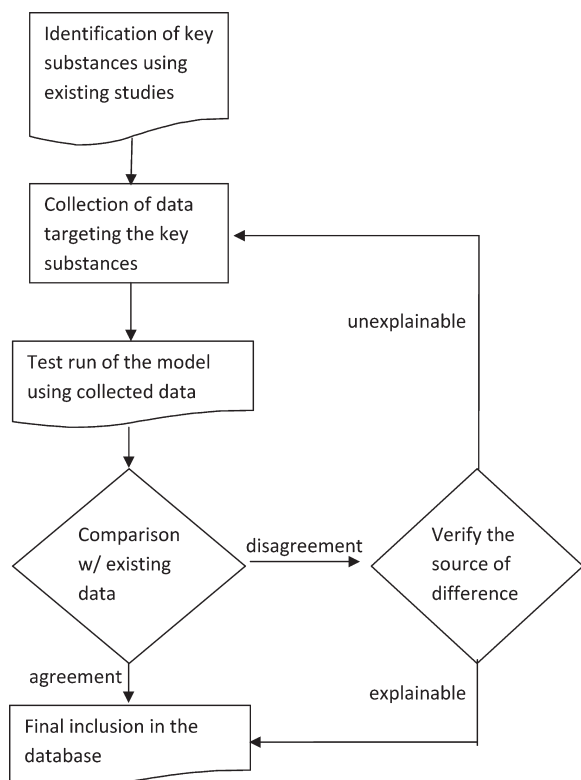 Identification of key
substances using
existing studies
Collection of data
targeting the key
substances
unexplainable
Test run of the model
using collected data
Comparison
w/ existing
data
disagreement
Verify the
source of
difference
agreement
explainable
Final inclusion in the
database